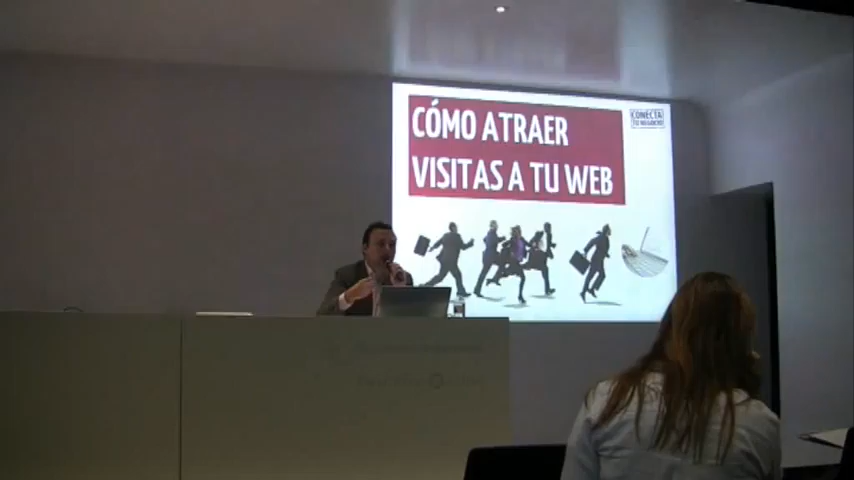 CÓMO ATRAER
VISITAS A TU WEB
CONECTA
TU NEGOCIO